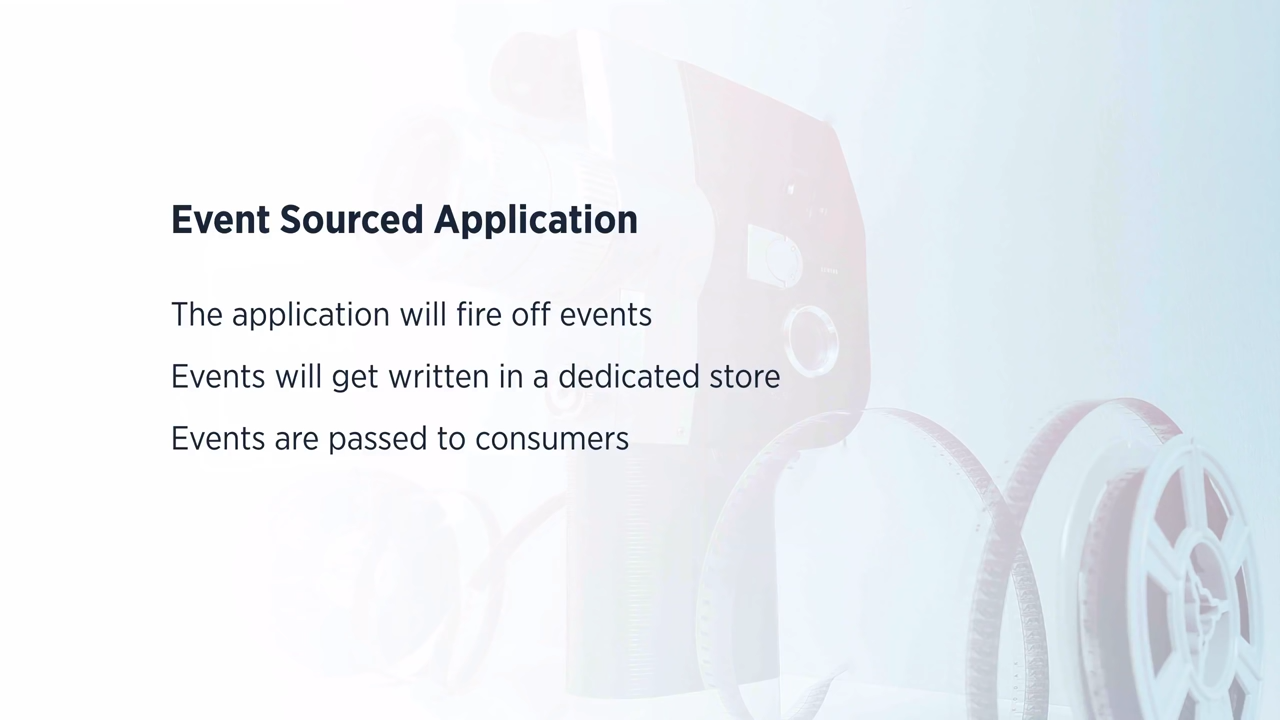 Event Sourced Application
The application will fire off events
Events will get written in a dedicated store
Events are passed to consumers